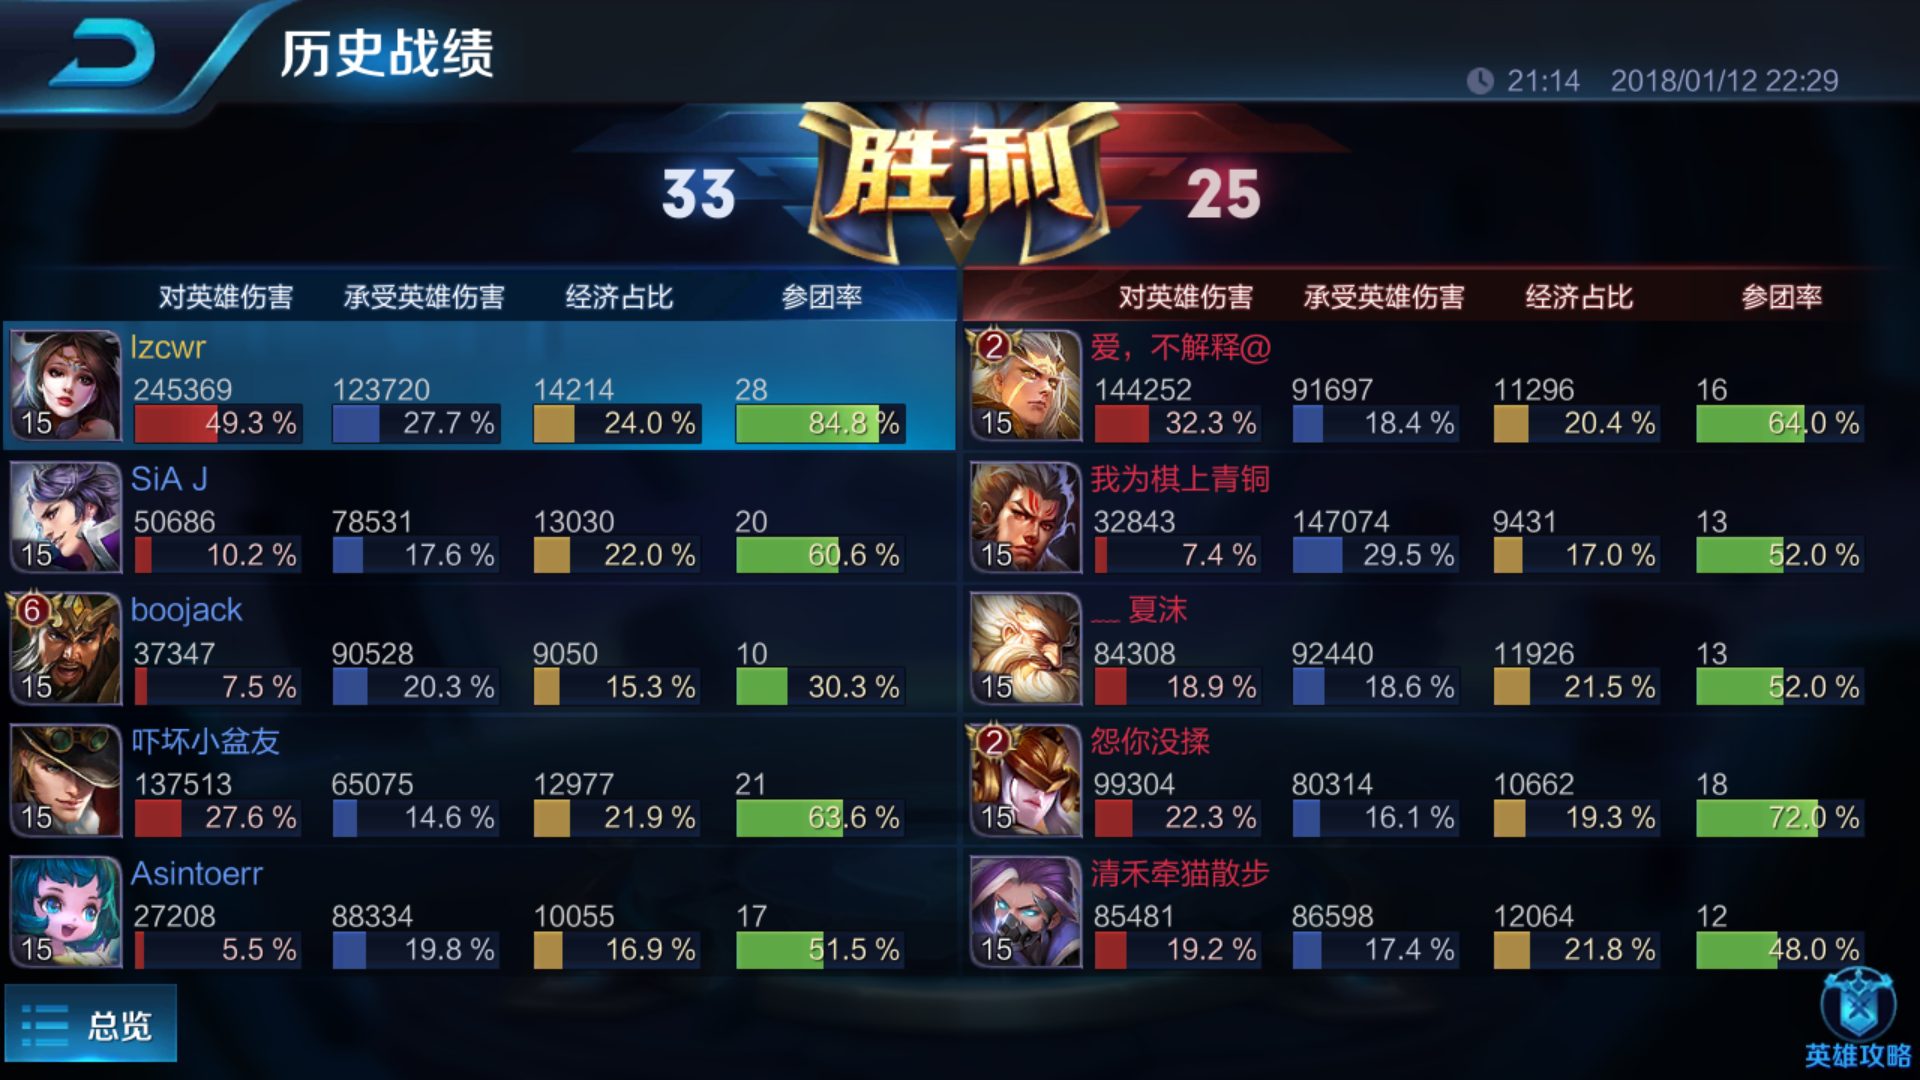 历史战绩
21:14 2018/01/12 22:29
33 胜利 25
对英雄伤害 承受英雄伤害 经济占比 参团率
对英雄伤害 承受英雄伤害 经济占比 参团率
lzcwr
245369 123720 14214 28
15 49.3 % 27.7 % 24.0 % 84.8 %
2 爱，不解释@
144252 91697 11296 16
15 32.3 % 18.4 % 20.4 % 64.0 %
SiA J
50686 78531 13030 20
15 10.2 % 17.6 % 22.0 % 60.6 %
我为棋上青铜
32843 147074 9431 13
15 7.4 % 29.5 % 17.0 % 52.0 %
6 boojack
37347 90528 9050 10
15 7.5 % 20.3 % 15.3 % 30.3 %
﹏夏沫
84308 92440 11926 13
15 18.9 % 18.6 % 21.5 % 52.0 %
吓坏小盆友
137513 65075 12977 21
15 27.6 % 14.6 % 21.9 % 63.6 %
2 怨你没揉
99304 80314 10662 18
15 22.3 % 16.1 % 19.3 % 72.0 %
Asintoerr
27208 88334 10055 17
15 5.5 % 19.8 % 16.9 % 51.5 %
清禾牵猫散步
85481 86598 12064 12
15 19.2 % 17.4 % 21.8 % 48.0 %
总览
英雄攻略